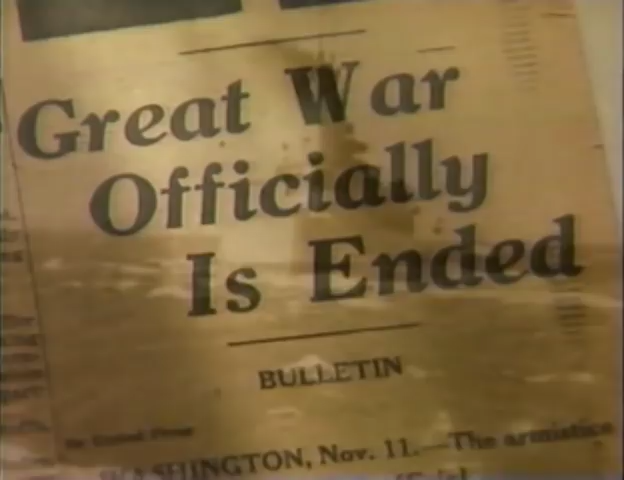 Great War
Officially
Is Ended
BULLETIN
WASHINGTON, Nov. 11.—The armistice